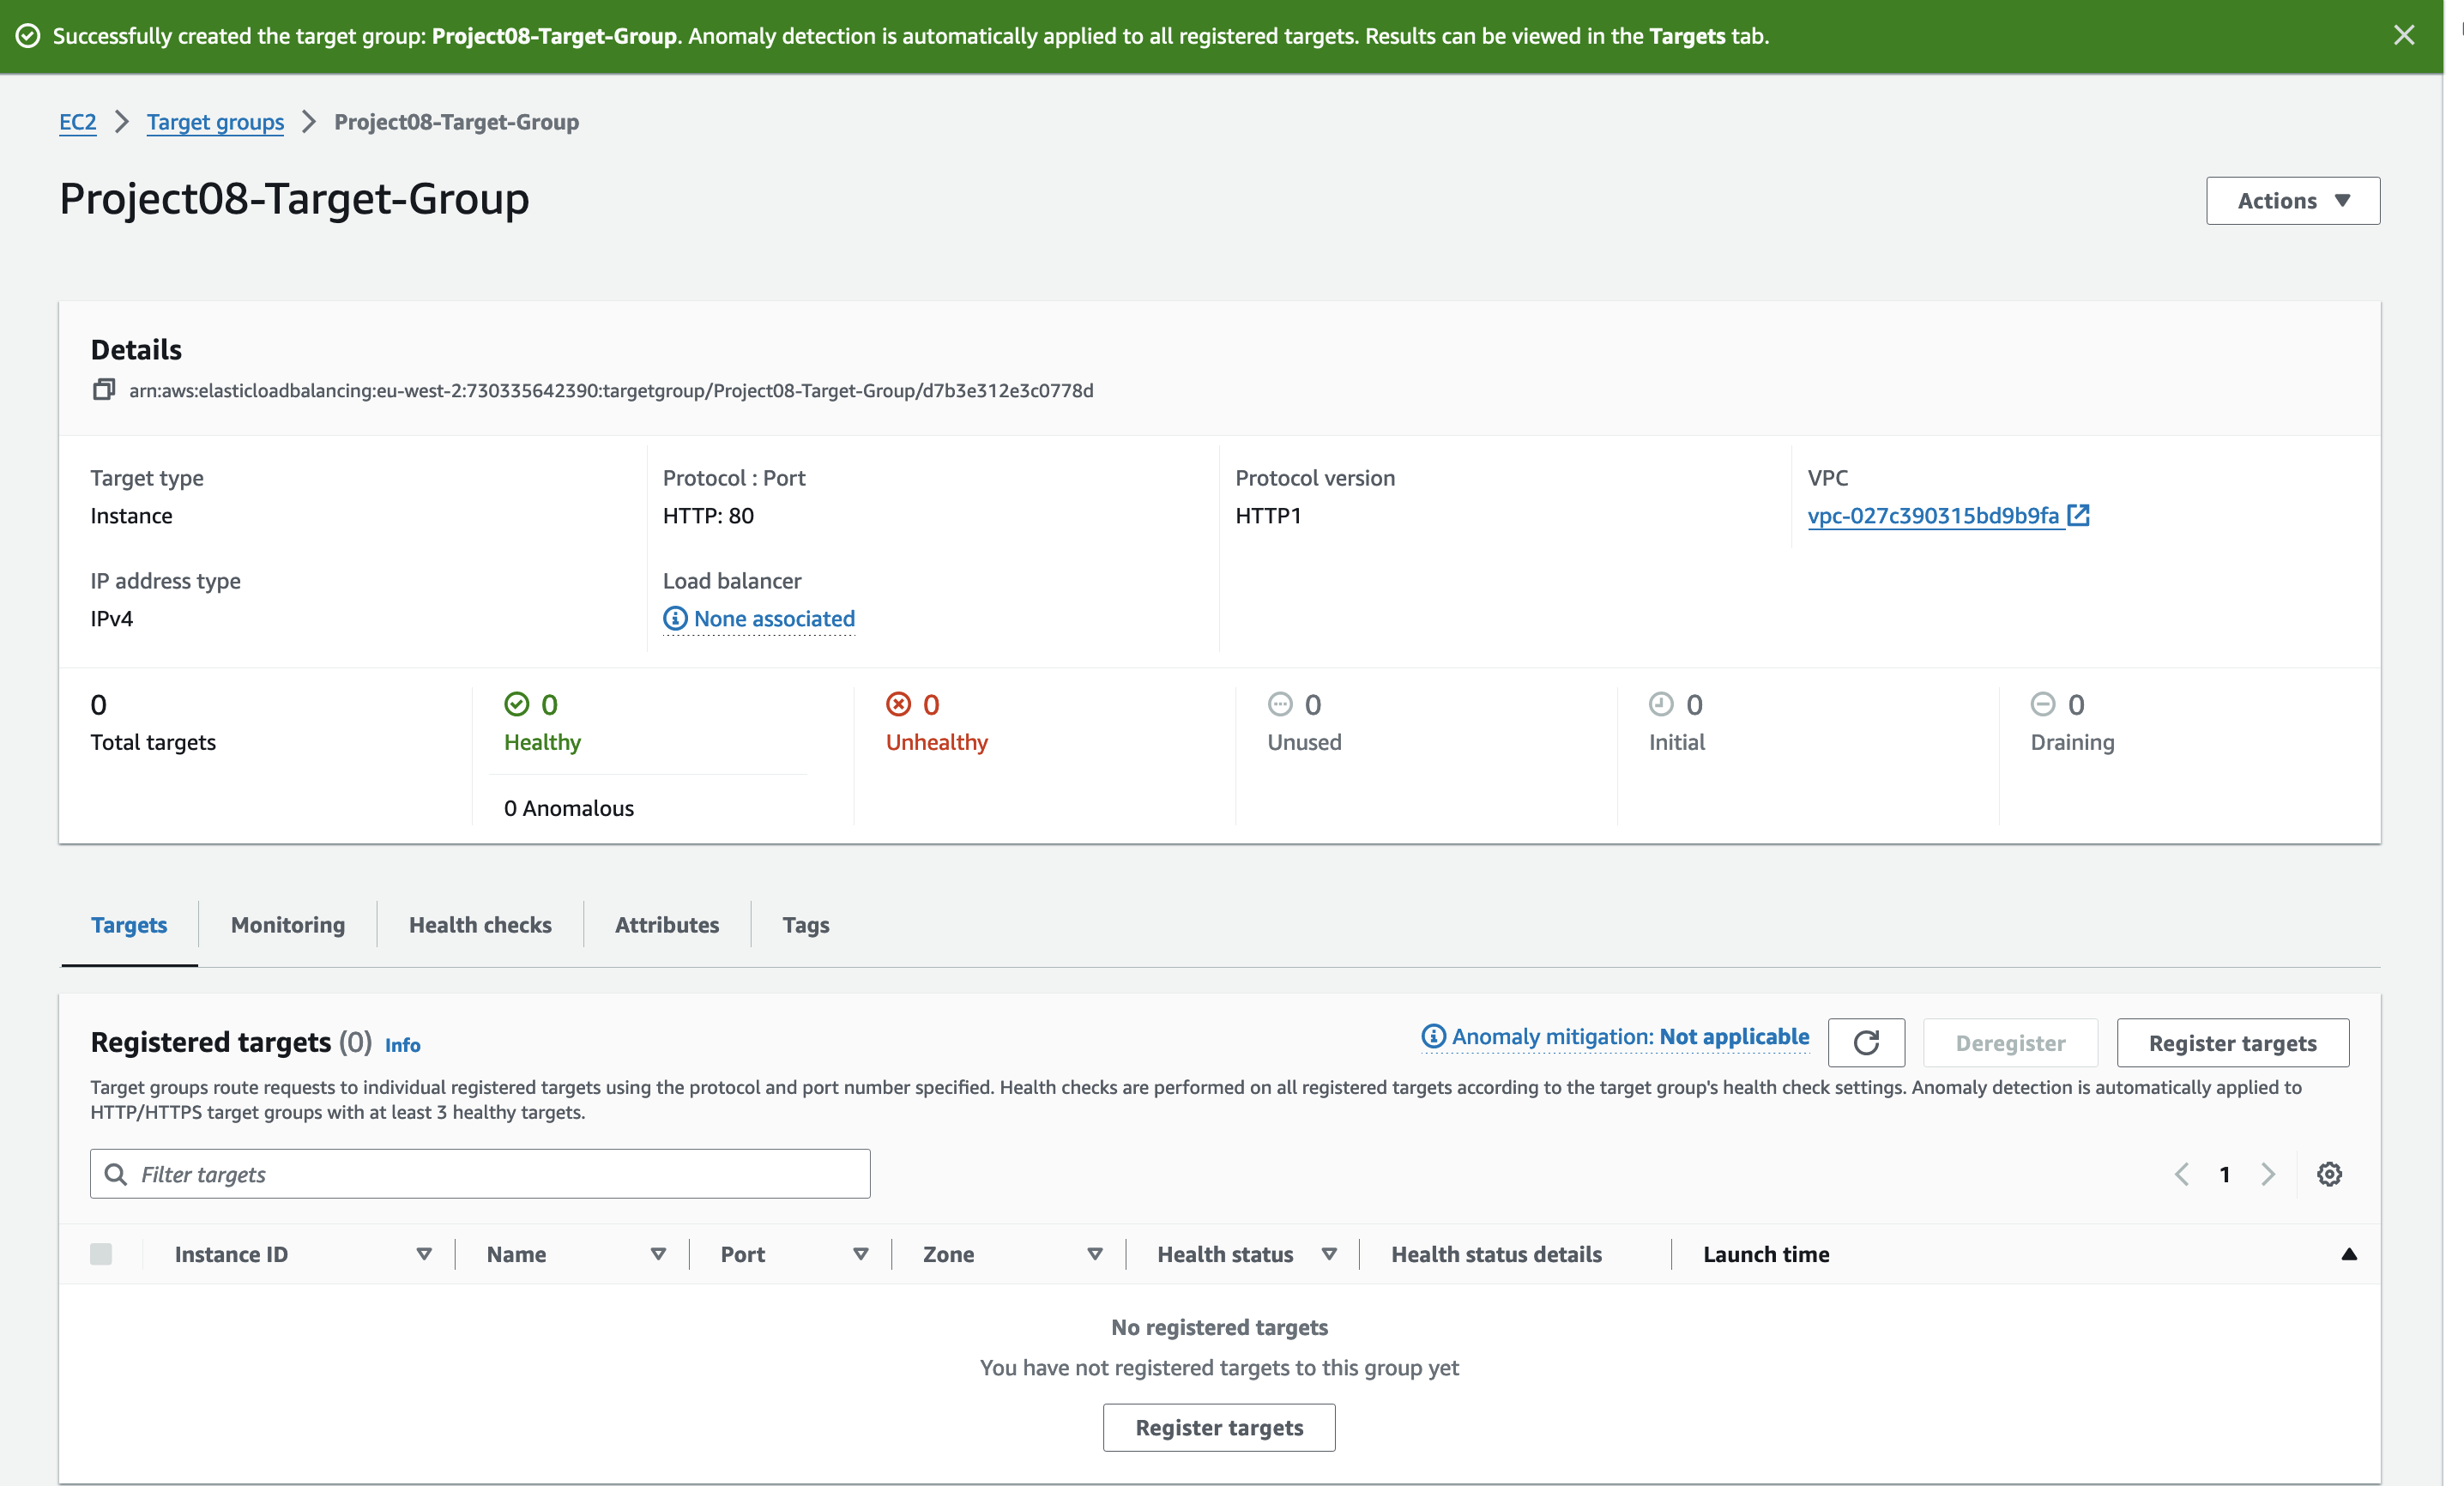 Successfully created the target group: Project08-Target-Group. Anomaly detection is automatically applied to all registered targets. Results can be viewed in the Targets tab.
EC2 > Target groups > Project08-Target-Group
Project08-Target-Group
Actions
Details
arn:aws:elasticloadbalancing:eu-west-2:730335642390:targetgroup/Project08-Target-Group/d7b3e312e3c0778d
Target type
Instance
Protocol : Port
HTTP: 80
Protocol version
HTTP1
VPC
vpc-027c390315bd9b9fa
IP address type
IPv4
Load balancer
None associated
0
Total targets
0
Healthy
0 Anomalous
0
Unhealthy
0
Unused
0
Initial
0
Draining
Targets
Monitoring
Health checks
Attributes
Tags
Registered targets (0) Info
Anomaly mitigation: Not applicable
Deregister
Register targets
Target groups route requests to individual registered targets using the protocol and port number specified. Health checks are performed on all registered targets according to the target group's health check settings. Anomaly detection is automatically applied to
HTTP/HTTPS target groups with at least 3 healthy targets.
Filter targets
1
Instance ID
Name
Port
Zone
Health status
Health status details
Launch time
No registered targets
You have not registered targets to this group yet
Register targets